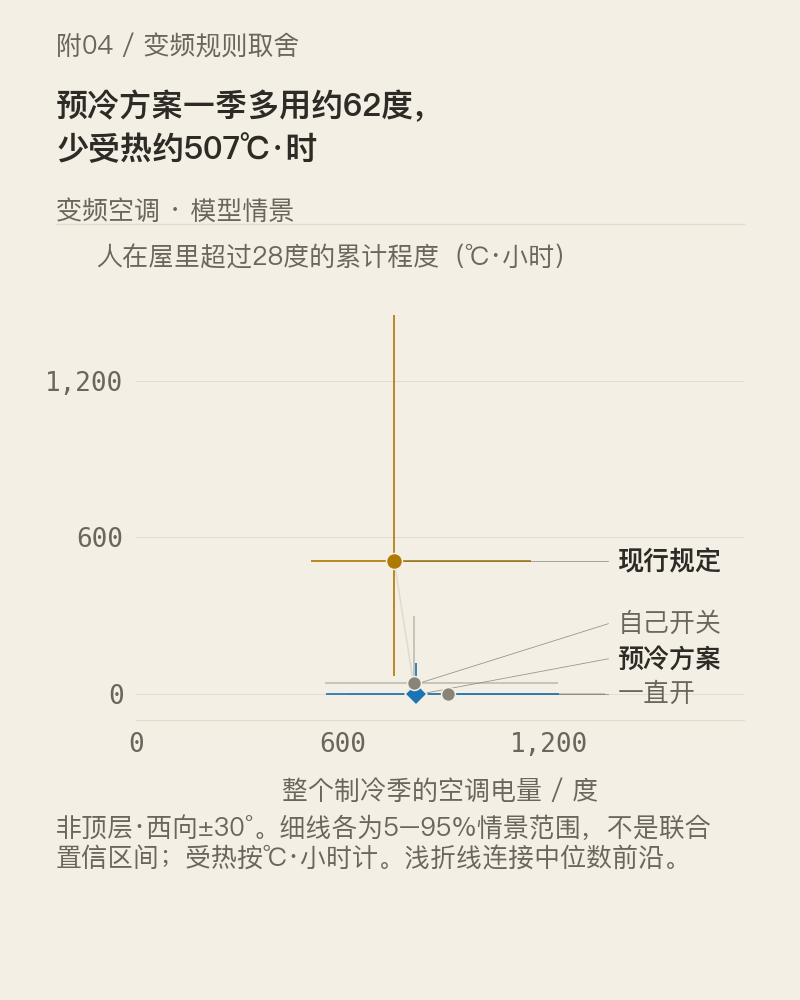 附04 / 变频规则取舍
预冷方案一季多用约62度，
少受热约507℃·时
变频空调 · 模型情景
人在屋里超过28度的累计程度（℃·小时）
1,200
600
现行规定
自己开关
预冷方案
0
一直开
0
600
1,200
整个制冷季的空调电量 / 度
非顶层·西向±30°。细线各为5—95%情景范围，不是联合
置信区间；受热按℃·小时计。浅折线连接中位数前沿。